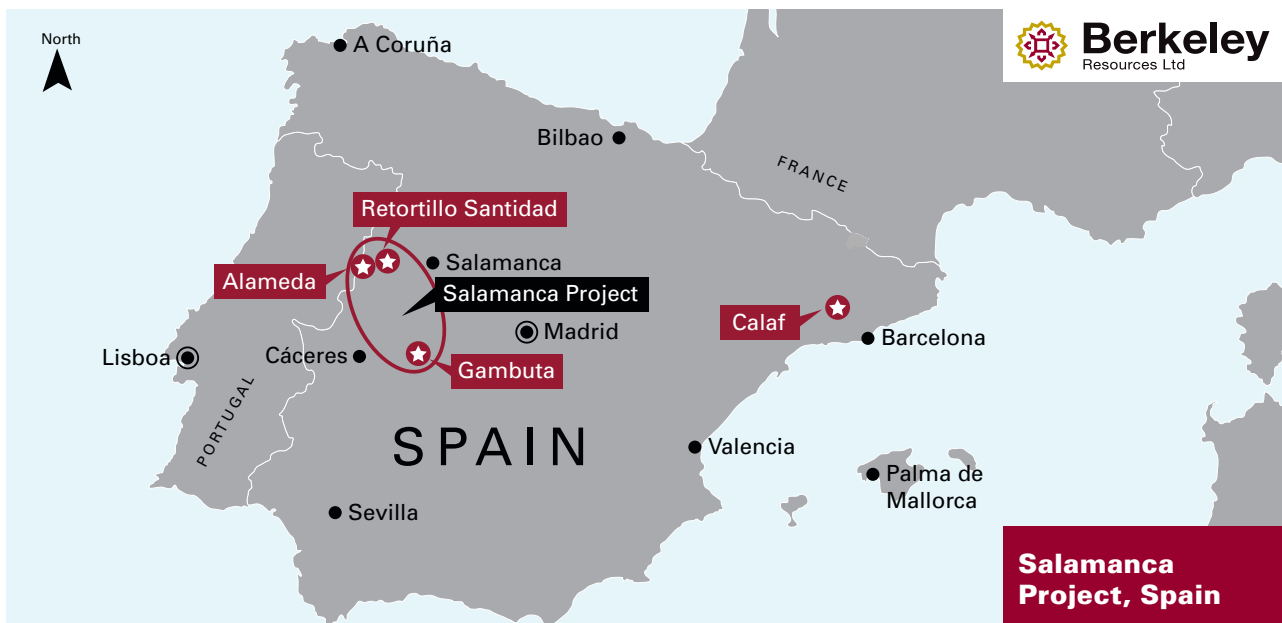 North
A Coruña
Berkeley
Resources Ltd
Bilbao
FRANCE
Retortillo Santidad
Alameda
Salamanca
Salamanca Project
Calaf
Madrid
Barcelona
Lisboa
Cáceres
Gambuta
PORTUGAL
SPAIN
Valencia
Palma de
Mallorca
Sevilla
Salamanca
Project, Spain